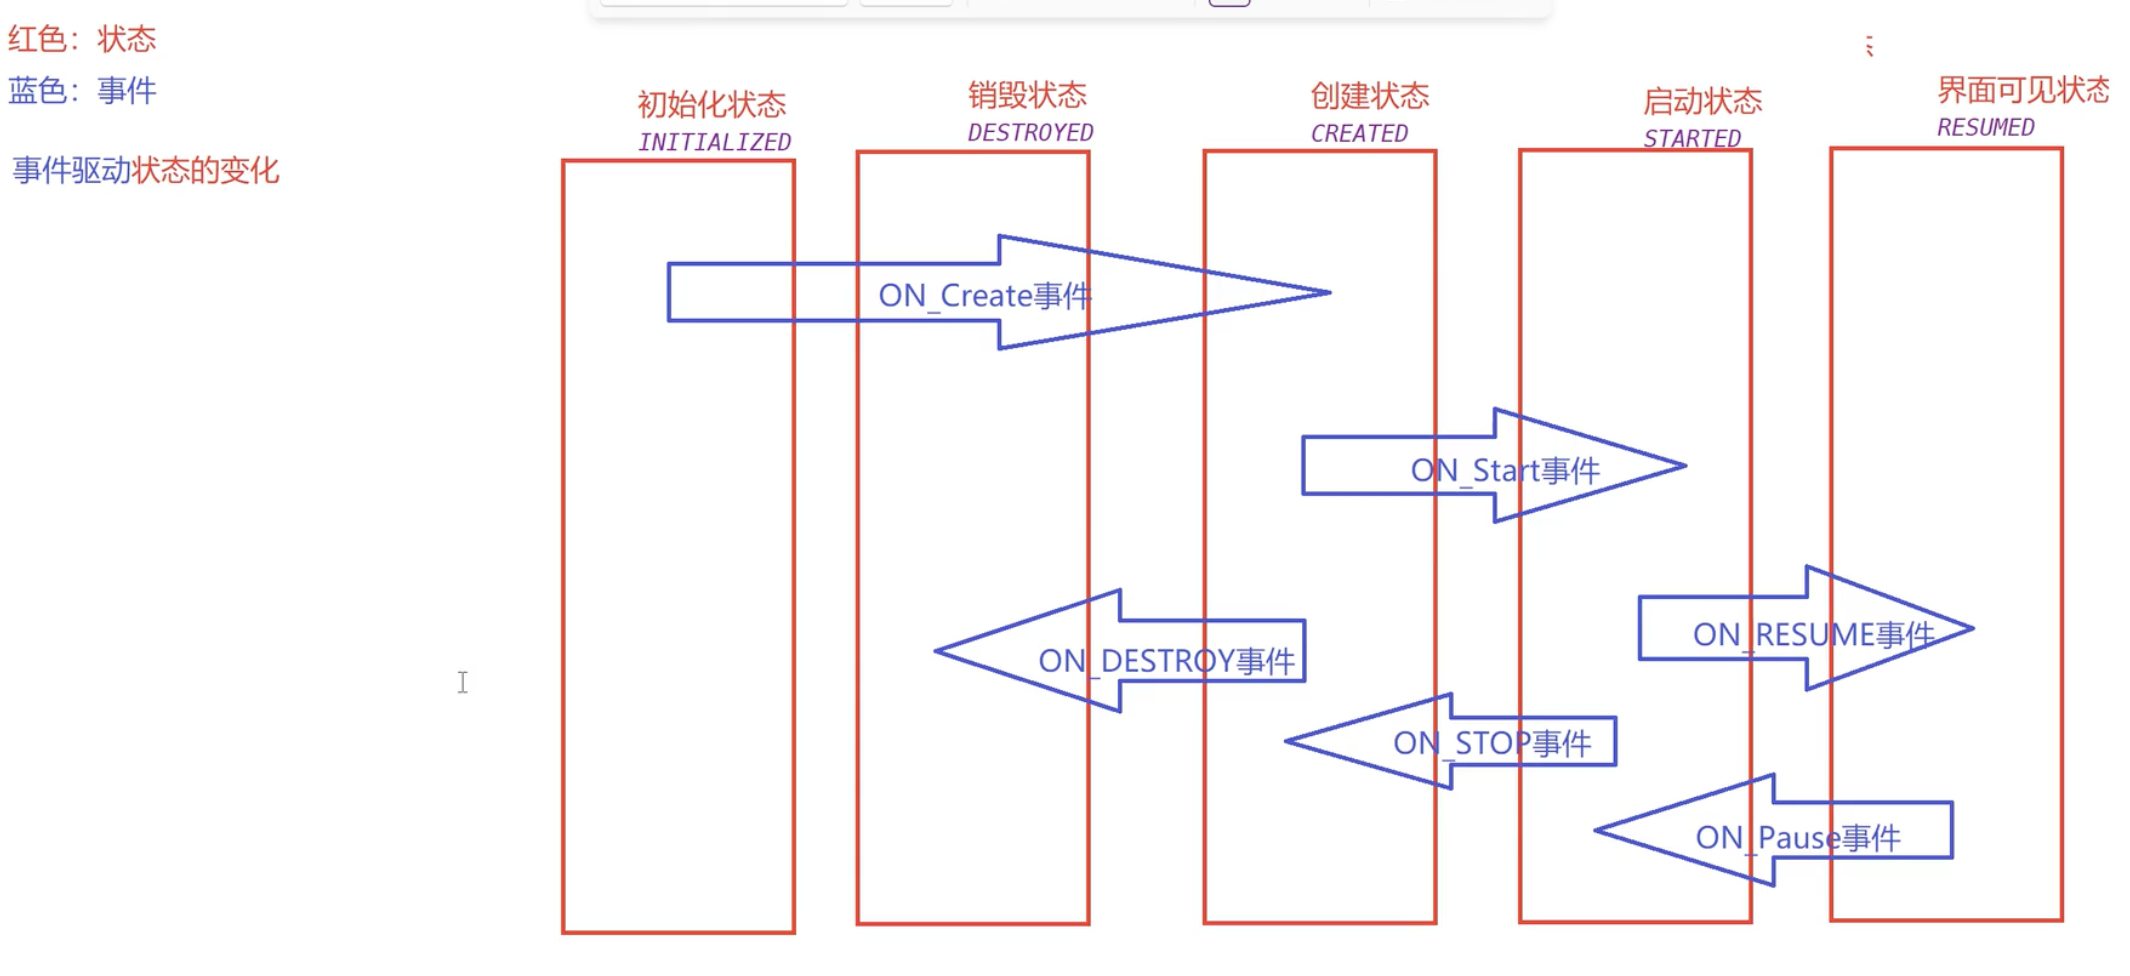 红色：状态
蓝色：事件
事件驱动状态的变化
初始化状态
INITIALIZED
销毁状态
DESTROYED
创建状态
CREATED
启动状态
STARTED
界面可见状态
RESUMED
ON_Create事件
ON_Start事件
ON_RESUME事件
ON_DESTROY事件
ON_STOP事件
ON_Pause事件